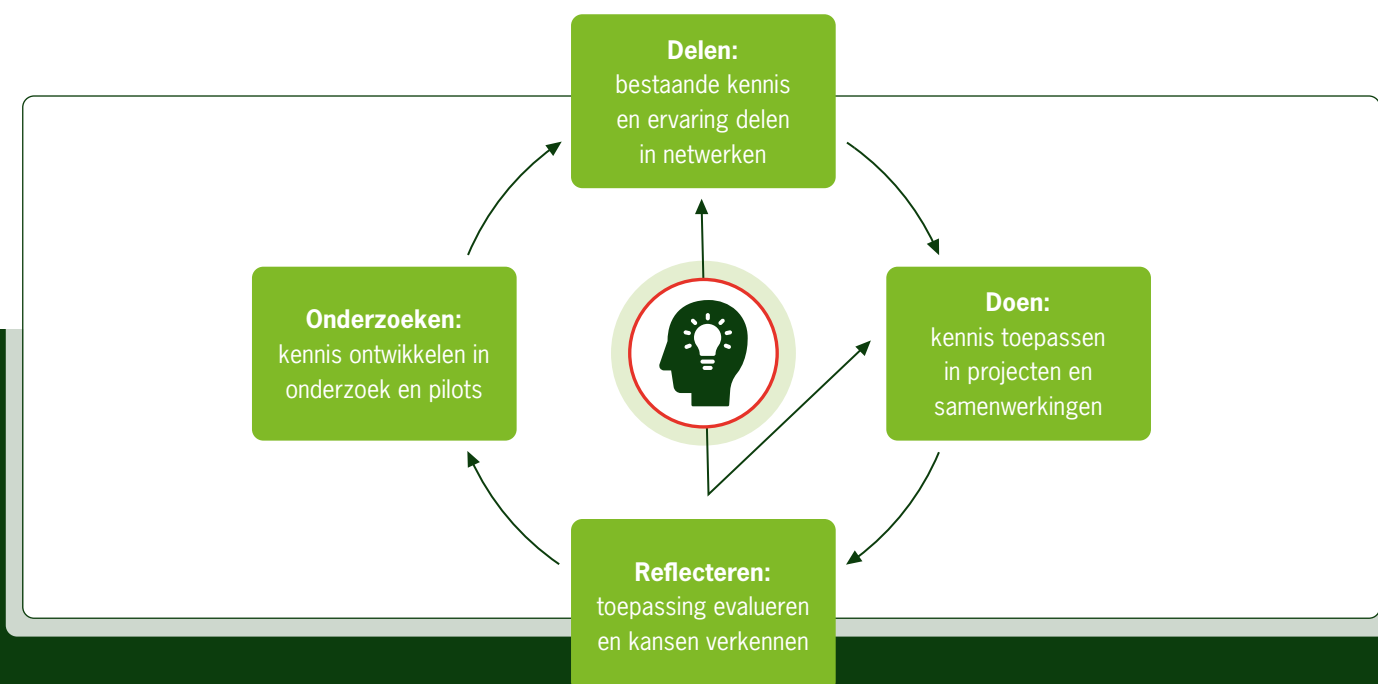 Delen:
bestaande kennis
en ervaring delen
in netwerken
Onderzoeken:
kennis ontwikkelen in
onderzoek en pilots
Doen:
kennis toepassen
in projecten en
samenwerkingen
Reflecteren:
toepassing evalueren
en kansen verkennen